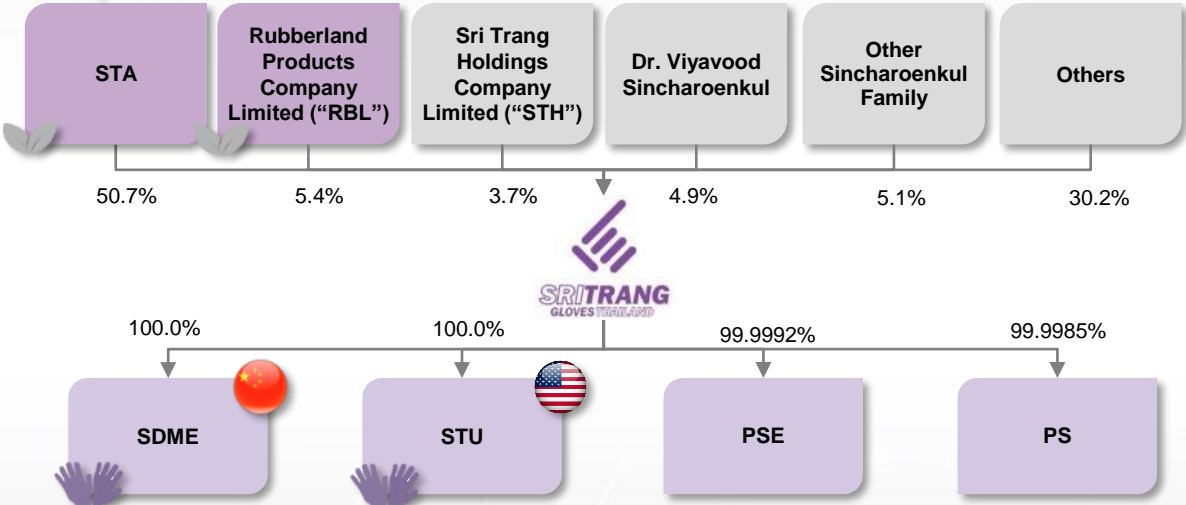 STA
Rubberland
Products
Company
Limited (“RBL”)
Sri Trang
Holdings
Company
Limited (“STH”)
Dr. Viyavood
Sincharoenkul
Other
Sincharoenkul
Family
Others
50.7%
5.4%
3.7%
4.9%
5.1%
30.2%
SRITRANG
GLOVES THAILAND
100.0%
100.0%
99.9992%
99.9985%
SDME
STU
PSE
PS